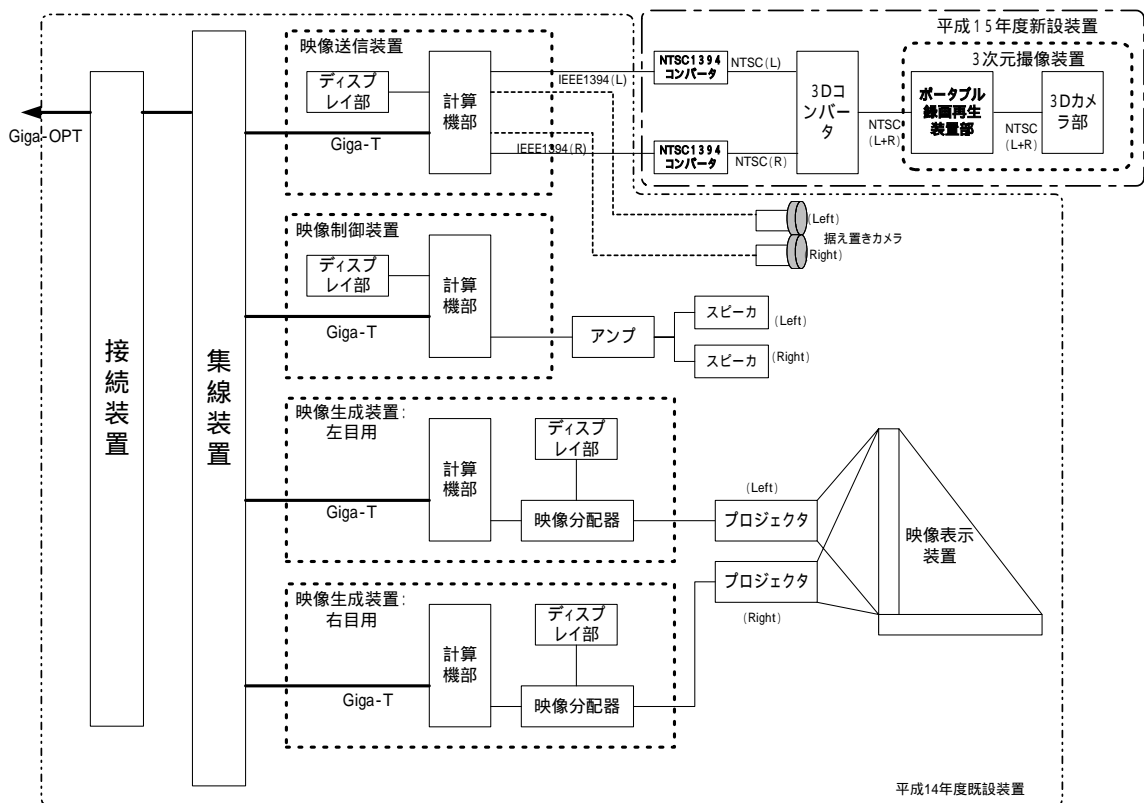 平成15年度新設装置
映像送信装置
ディスプ
レイ部
計算
機部
Giga-T
IEEE1394(L)
IEEE1394(R)
NTSC1394
コンバータ
NTSC(L)
NTSC1394
コンバータ
NTSC(R)
3Dコ
ンバー
タ
NTSC
(L+R)
3次元撮像装置
ポータブル
録画再生
装置部
NTSC
(L+R)
3Dカメ
ラ部
Giga-OPT
接続装置
集線装置
(Left)
据え置きカメラ
(Right)
映像制御装置
ディスプ
レイ部
計算
機部
Giga-T
アンプ
スピーカ
(Left)
スピーカ
(Right)
映像生成装置:
左目用
計算
機部
Giga-T
ディスプ
レイ部
映像分配器
(Left)
プロジェクタ
映像表示
装置
プロジェクタ
(Right)
映像生成装置:
右目用
計算
機部
Giga-T
ディスプ
レイ部
映像分配器
平成14年度既設装置